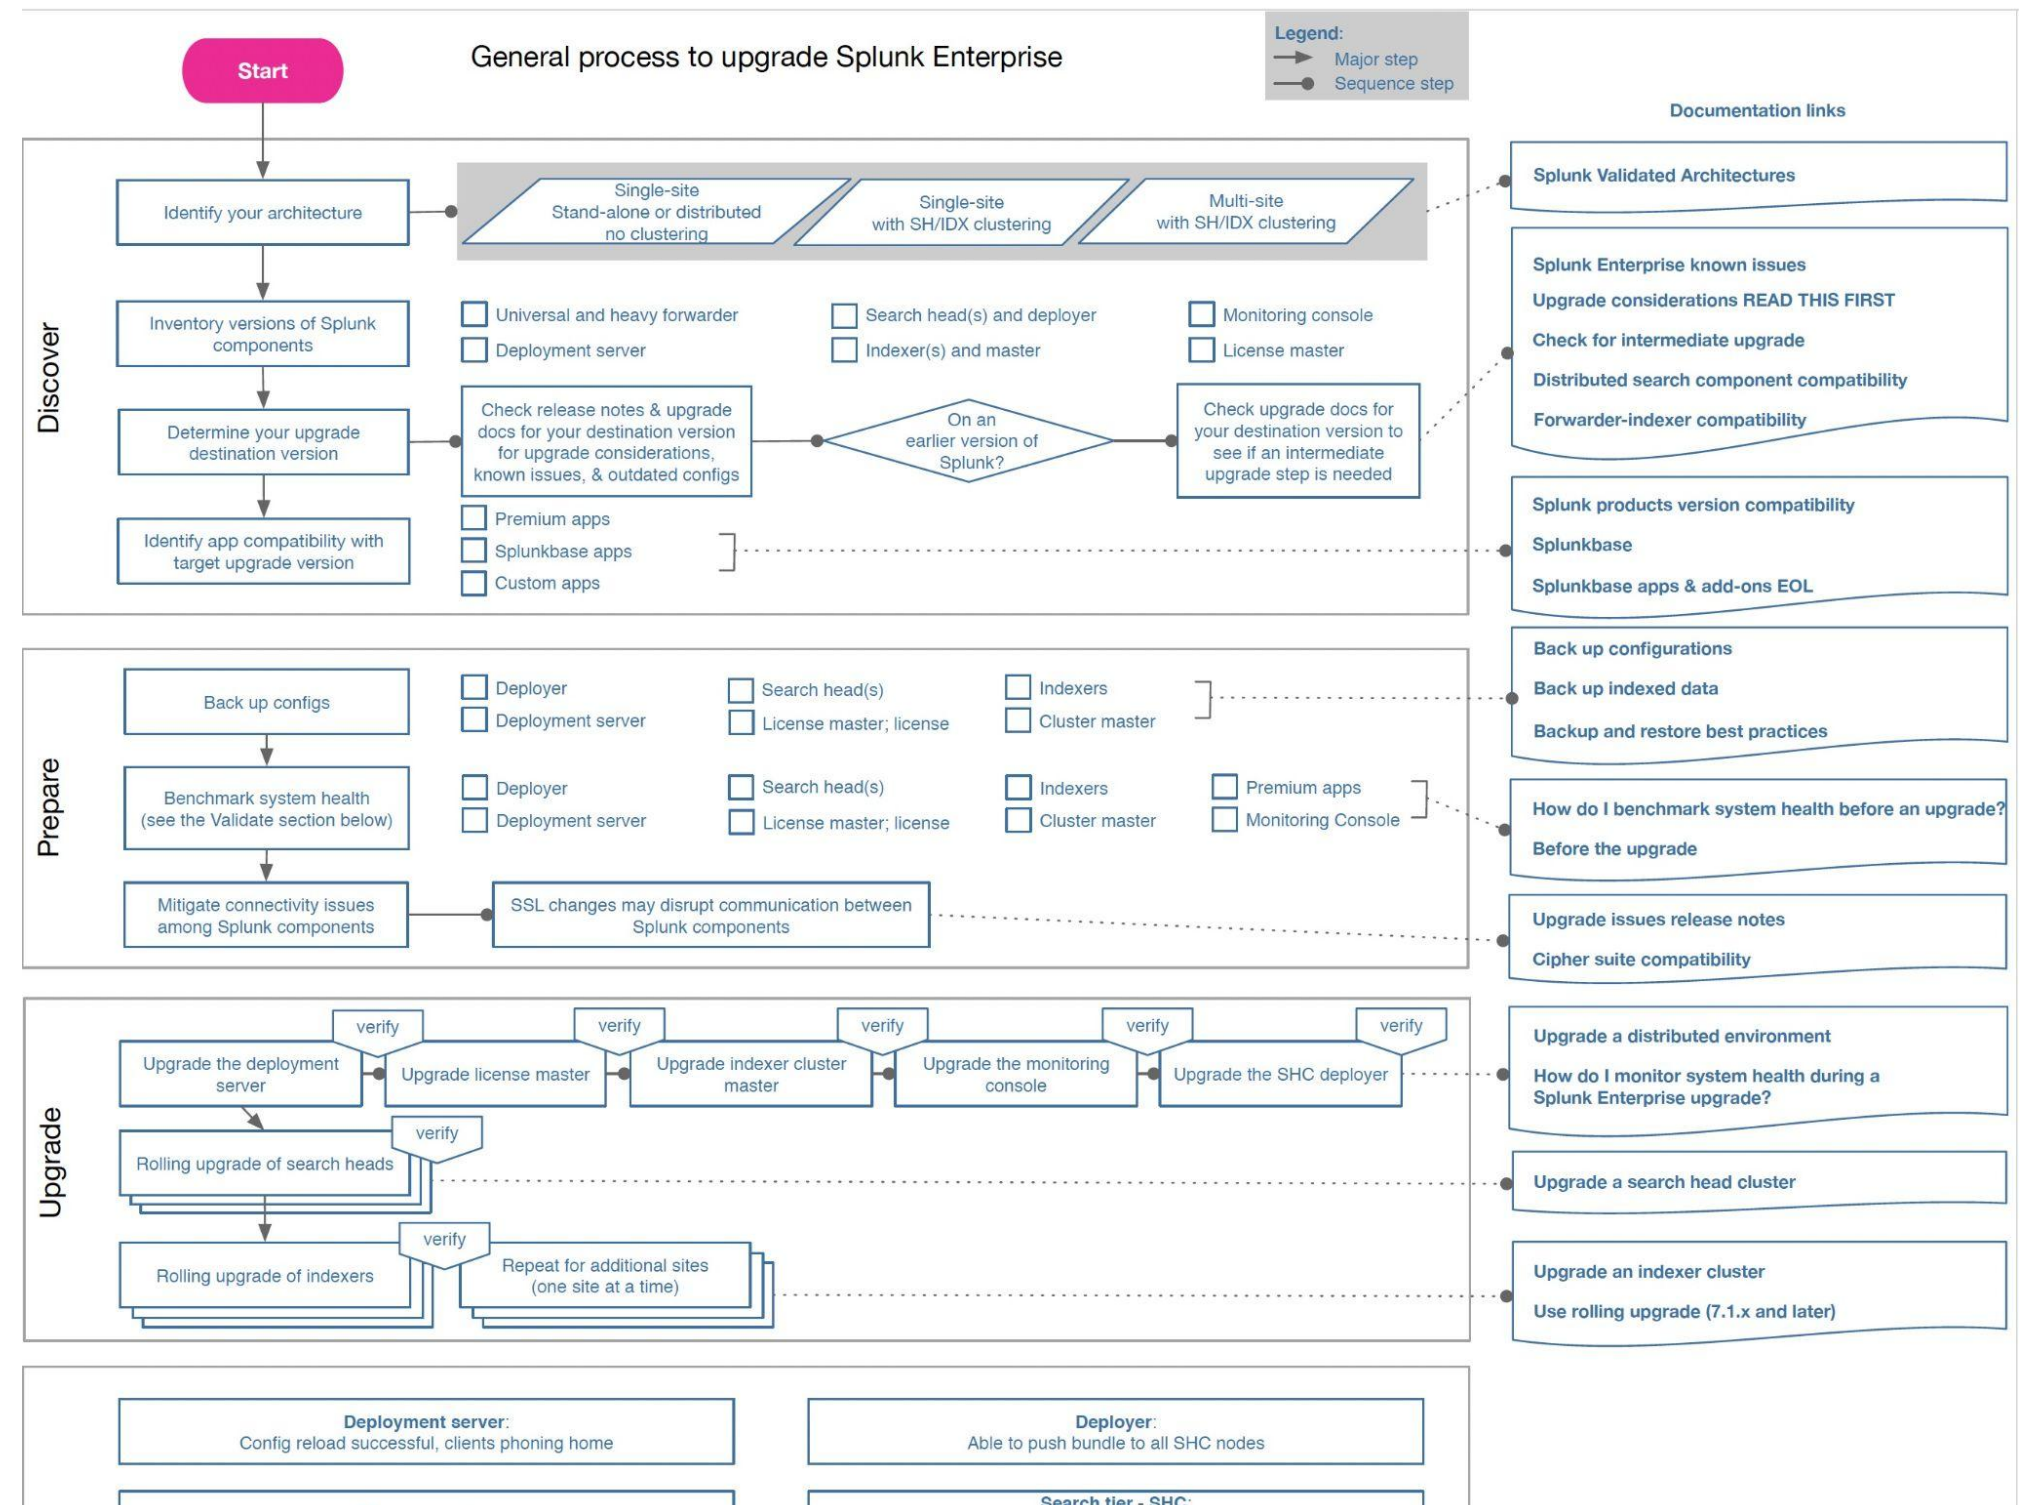 Start
General process to upgrade Splunk Enterprise
Legend:
Major step
Sequence step
Documentation links
Discover
Identify your architecture
Single-site
Stand-alone or distributed
no clustering
Single-site
with SH/IDX clustering
Multi-site
with SH/IDX clustering
Splunk Validated Architectures
Inventory versions of Splunk
components
Universal and heavy forwarder
Deployment server
Search head(s) and deployer
Indexer(s) and master
Monitoring console
License master
Splunk Enterprise known issues
Upgrade considerations READ THIS FIRST
Check for intermediate upgrade
Distributed search component compatibility
Forwarder-indexer compatibility
Determine your upgrade
destination version
Check release notes & upgrade
docs for your destination version
for upgrade considerations,
known issues, & outdated configs
On an
earlier version of
Splunk?
Check upgrade docs for
your destination version to
see if an intermediate
upgrade step is needed
Identify app compatibility with
target upgrade version
Premium apps
Splunkbase apps
Custom apps
Splunk products version compatibility
Splunkbase
Splunkbase apps & add-ons EOL
Prepare
Back up configs
Deployer
Deployment server
Search head(s)
License master; license
Indexers
Cluster master
Back up configurations
Back up indexed data
Backup and restore best practices
Benchmark system health
(see the Validate section below)
Deployer
Deployment server
Search head(s)
License master; license
Indexers
Cluster master
Premium apps
Monitoring Console
How do I benchmark system health before an upgrade?
Before the upgrade
Mitigate connectivity issues
among Splunk components
SSL changes may disrupt communication between
Splunk components
Upgrade issues release notes
Cipher suite compatibility
Upgrade
verify
verify
verify
verify
verify
Upgrade the deployment
server
Upgrade license master
Upgrade indexer cluster
master
Upgrade the monitoring
console
Upgrade the SHC deployer
Upgrade a distributed environment
How do I monitor system health during a
Splunk Enterprise upgrade?
verify
Rolling upgrade of search heads
Upgrade a search head cluster
verify
Rolling upgrade of indexers
Repeat for additional sites
(one site at a time)
Upgrade an indexer cluster
Use rolling upgrade (7.1.x and later)
Deployment server:
Config reload successful, clients phoning home
Deployer:
Able to push bundle to all SHC nodes
Search tier - SHC: